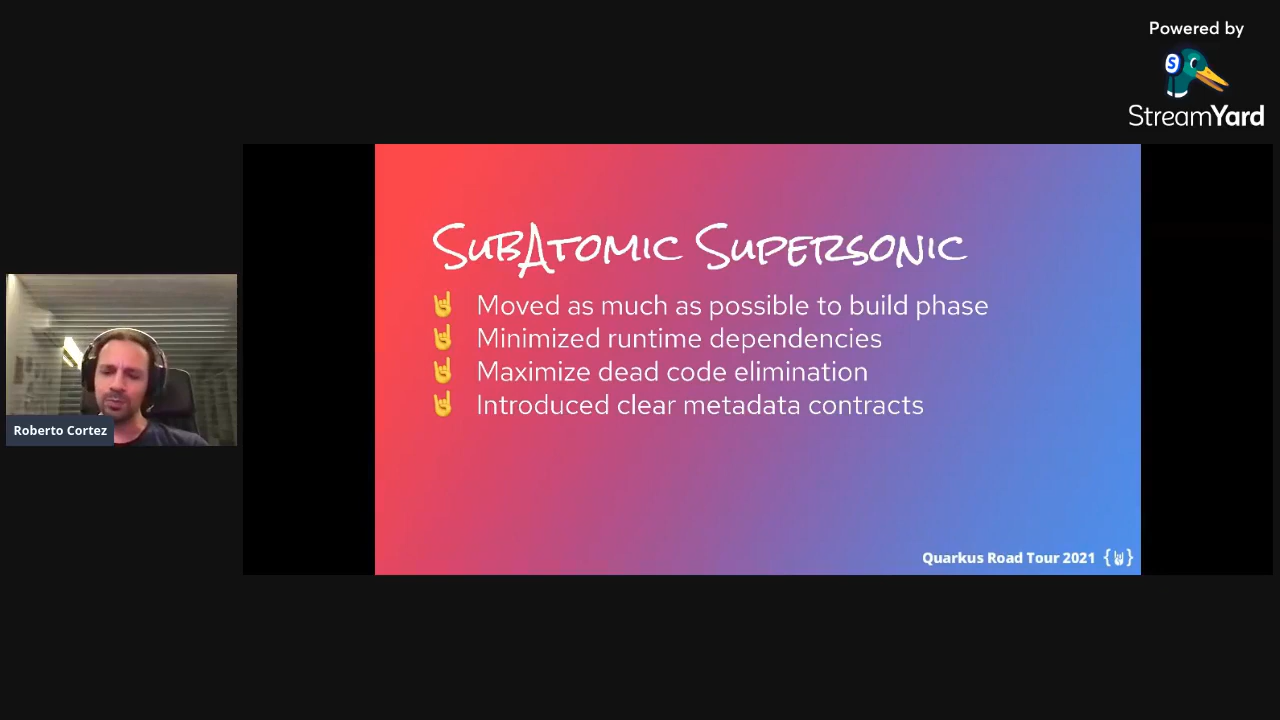 Powered by
S
StreamYard
SubAtomic Supersonic
🤘 Moved as much as possible to build phase
🤘 Minimized runtime dependencies
🤘 Maximize dead code elimination
🤘 Introduced clear metadata contracts
Roberto Cortez
Quarkus Road Tour 2021 {🤘}